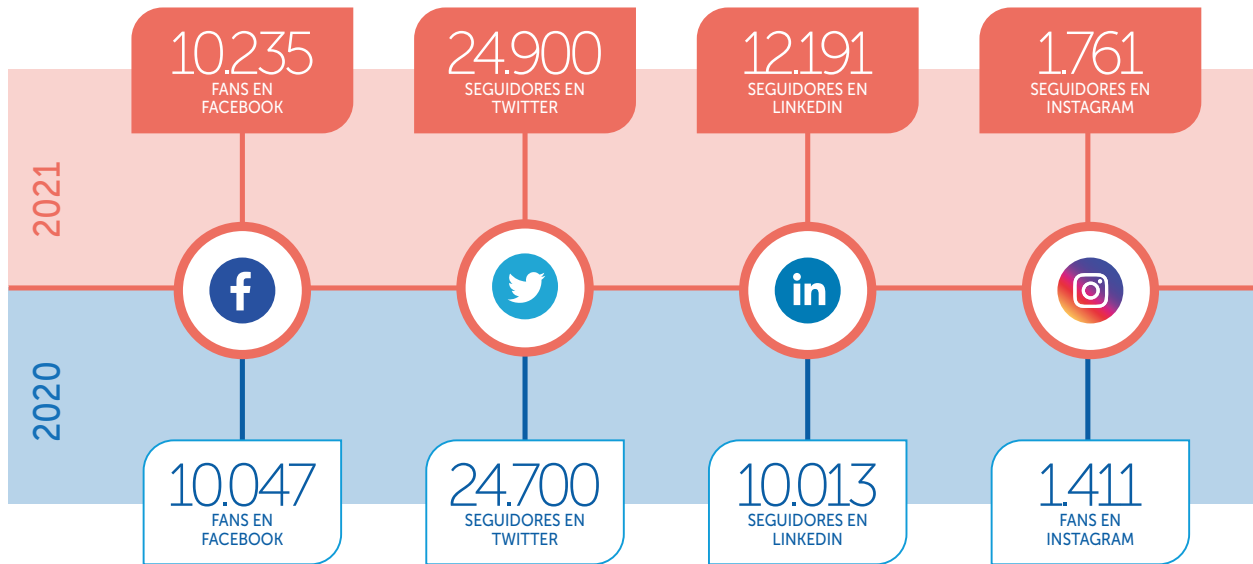 10.235
FANS EN
FACEBOOK
24.900
SEGUIDORES EN
TWITTER
12.191
SEGUIDORES EN
LINKEDIN
1.761
SEGUIDORES EN
INSTAGRAM
2021
2020
10.047
FANS EN
FACEBOOK
24.700
SEGUIDORES EN
TWITTER
10.013
SEGUIDORES EN
LINKEDIN
1.411
FANS EN
INSTAGRAM